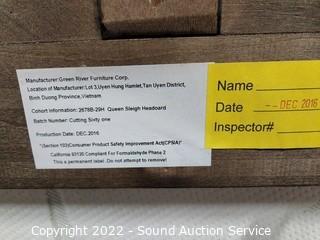 Manufacturer:Green River Furniture Corp.
Location of Manufacturer:Lot 3,Uyen Hung Hamlet,Tan Uyen District,
Binh Duong Province,Vietnam
Cohort Information: 2678B-29H Queen Sleigh Headboard
Batch Number: Cutting Sixty one
Production Date: DEC.2016
"(Section 103)Consumer Product Safety Improvement Act(CPSIA)"
California 93120 Compliant For Formaldehyde Phase 2
This is a permanent label .Do not attempt to remove!
Name
Date -- DEC 2016
Inspector#
Copyright 2022 - Sound Auction Service